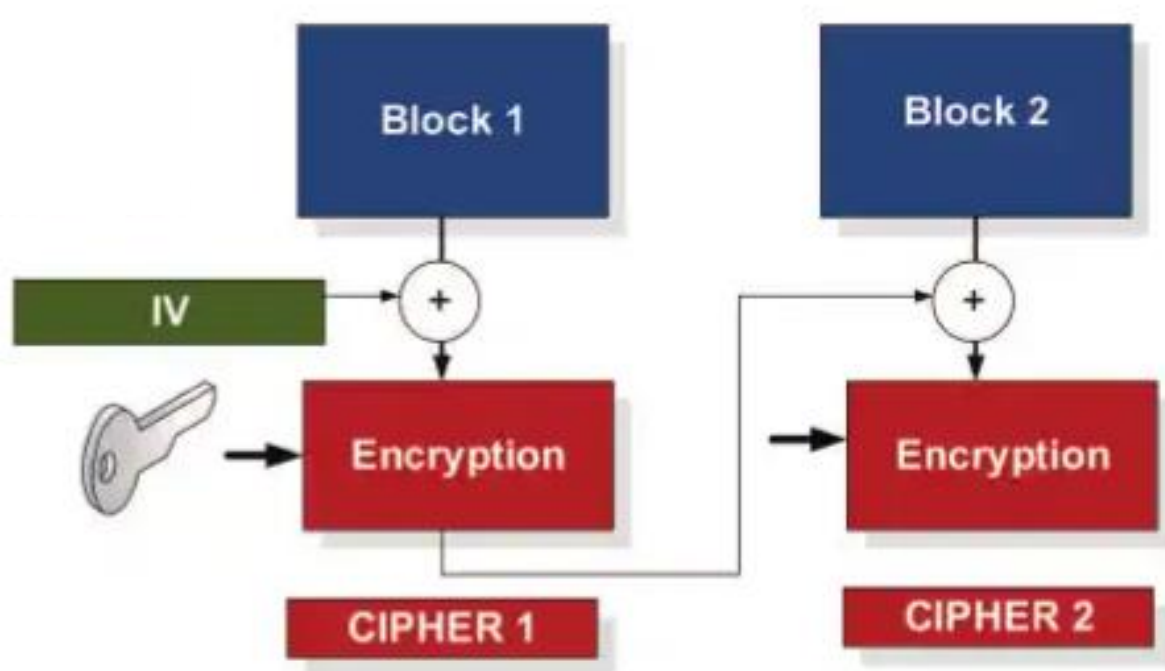 Block 1
Block 2
IV
+
+
Encryption
Encryption
CIPHER 1
CIPHER 2